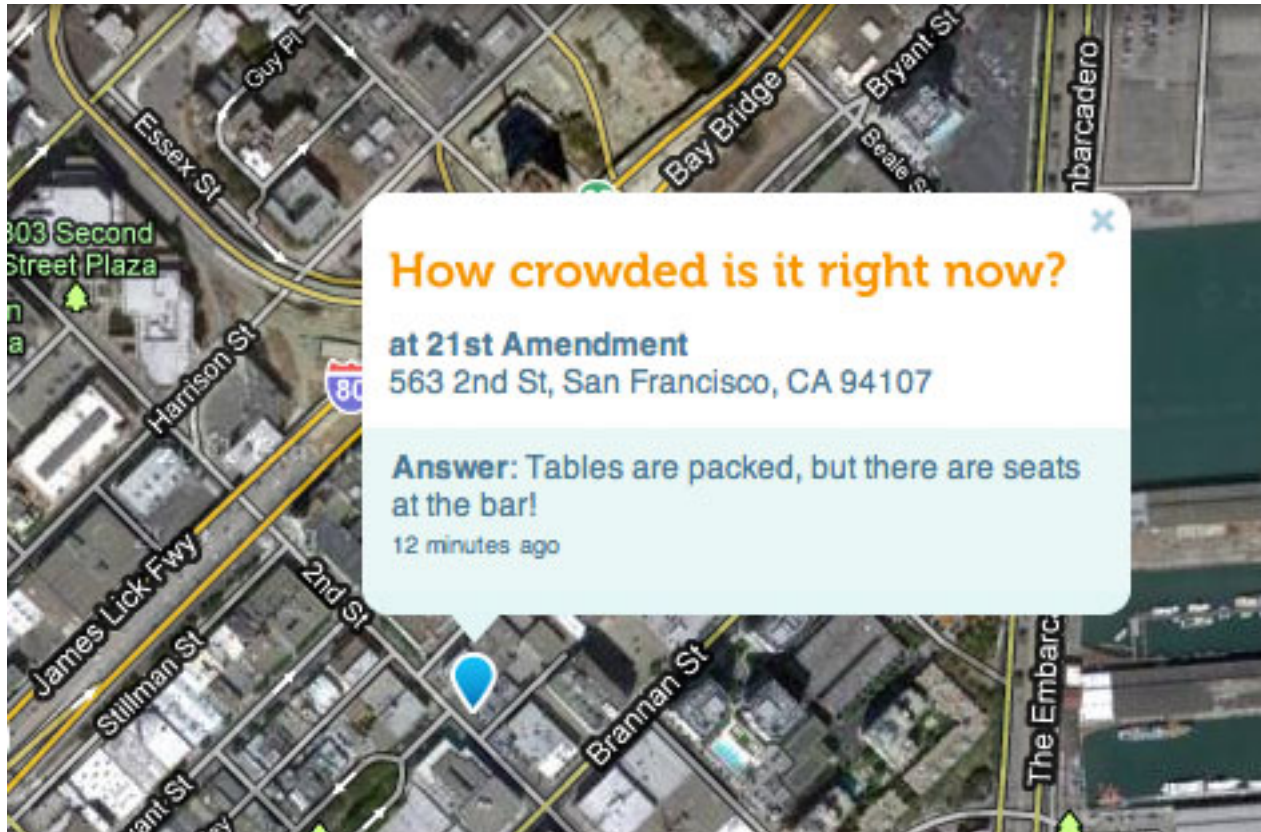 Guy Pl
Bryant St
Essex St
Bay Bridge
Beale S
mbarcadero
303 Second
Street Plaza
How crowded is it right now?
at 21st Amendment
563 2nd St, San Francisco, CA 94107
Harrison St
80
Answer: Tables are packed, but there are seats
at the bar!
12 minutes ago
James Lick Fwy
2nd St
Stillman St
Brannan St
The Embarc
ant St